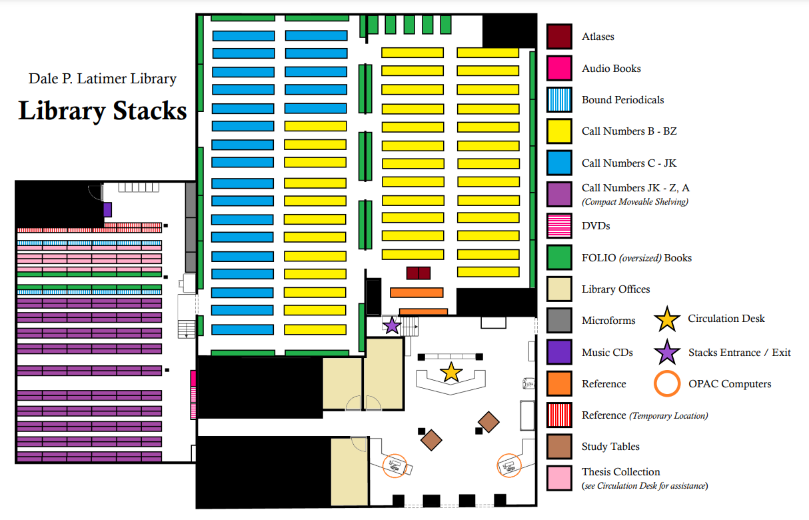 Dale P. Latimer Library
Library Stacks
Atlases
Audio Books
Bound Periodicals
Call Numbers B - BZ
Call Numbers C - JK
Call Numbers JK - Z, A
(Compact Moveable Shelving)
DVDs
FOLIO (oversized) Books
Library Offices
Microforms
Music CDs
Reference
Reference (Temporary Location)
Study Tables
Thesis Collection
(see Circulation Desk for assistance)
Circulation Desk
Stacks Entrance / Exit
OPAC Computers